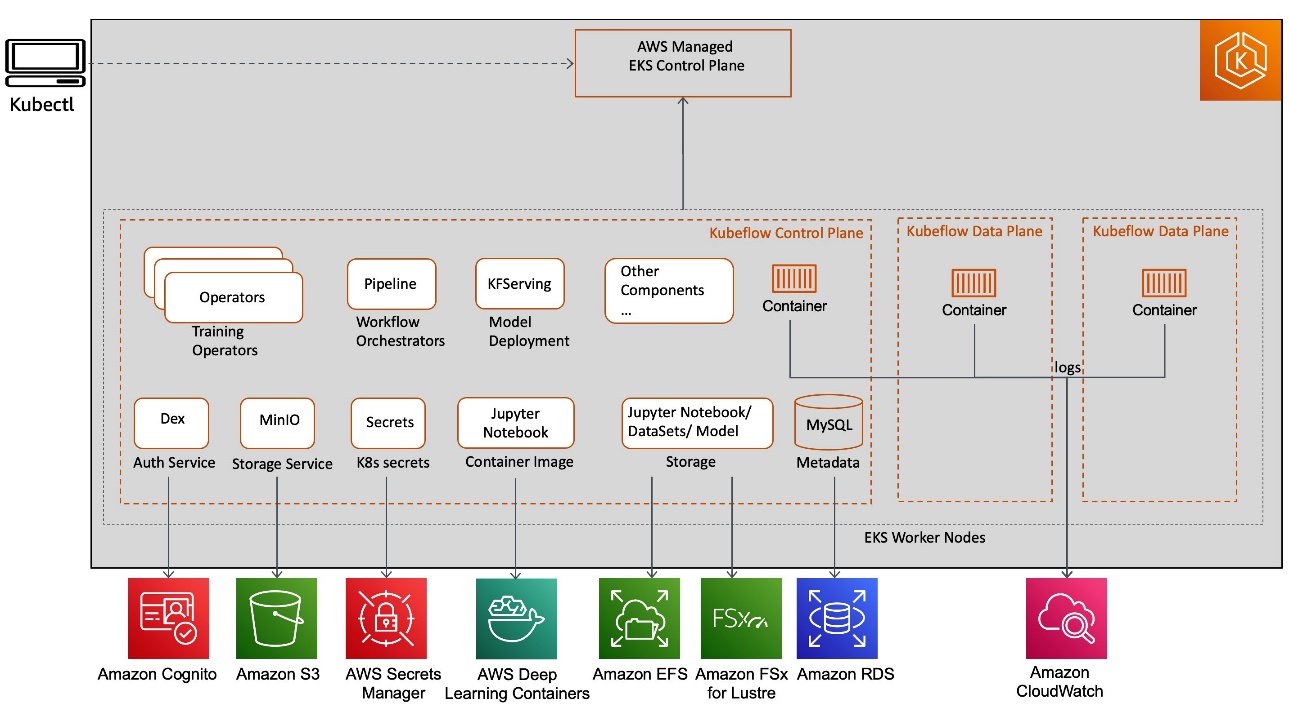 AWS Managed
EKS Control Plane
K
Kubectl
Kubeflow Control Plane
Kubeflow Data Plane
Kubeflow Data Plane
Operators
Training
Operators
Pipeline
Workflow
Orchestrators
KFServing
Model
Deployment
Other
Components
...
Container
Container
Container
logs
Dex
Auth Service
MinIO
Storage Service
Secrets
K8s secrets
Jupyter
Notebook
Container Image
Jupyter Notebook/
DataSets/ Model
Storage
MySQL
Metadata
EKS Worker Nodes
FSx
Amazon Cognito
Amazon S3
AWS Secrets
Manager
AWS Deep
Learning Containers
Amazon EFS
Amazon FSx
for Lustre
Amazon RDS
Amazon
CloudWatch